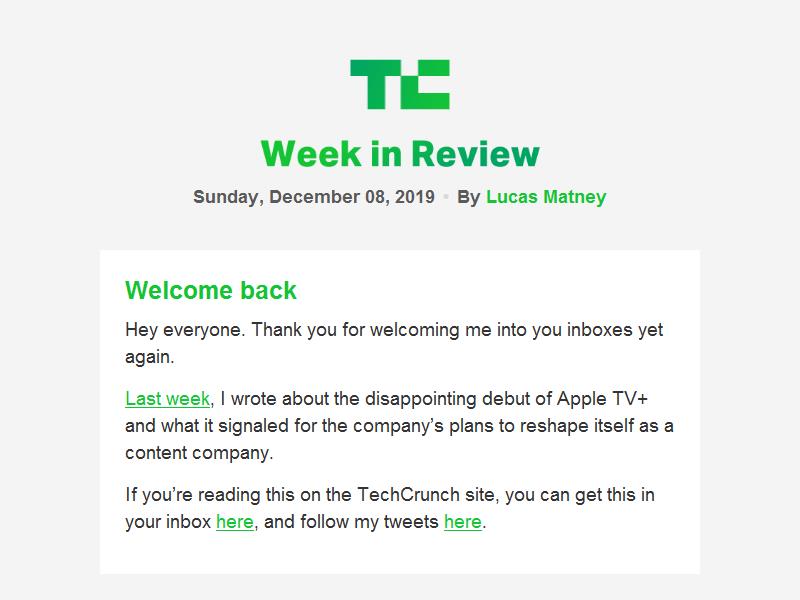 TC
Week in Review
Sunday, December 08, 2019 • By Lucas Matney
Welcome back
Hey everyone. Thank you for welcoming me into you inboxes yet
again.
Last week, I wrote about the disappointing debut of Apple TV+
and what it signaled for the company’s plans to reshape itself as a
content company.
If you’re reading this on the TechCrunch site, you can get this in
your inbox here, and follow my tweets here.